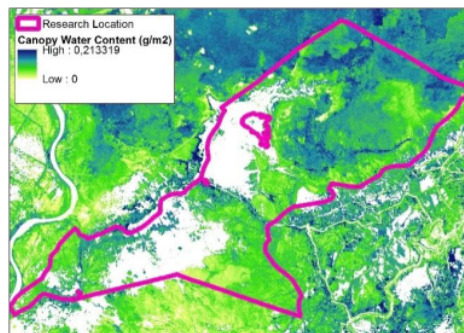 Research Location
Canopy Water Content (g/m2)
High : 0,213319
Low : 0